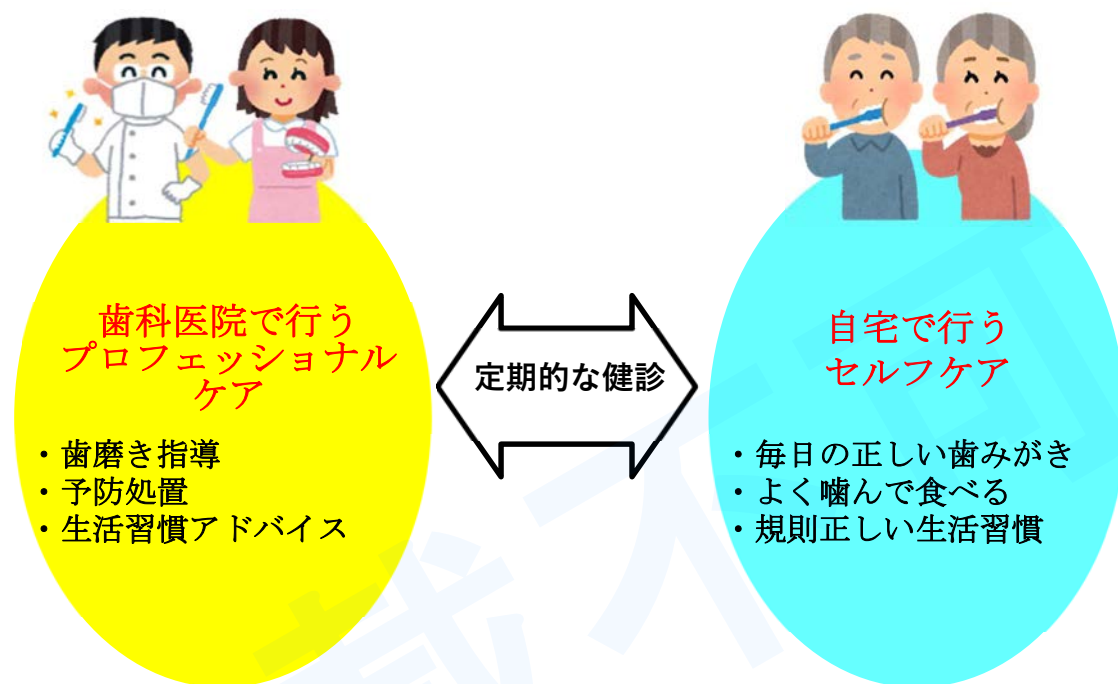 歯科医院で行う
プロフェッショナル
ケア
・歯磨き指導
・予防処置
・生活習慣アドバイス
定期的な健診
自宅で行う
セルフケア
・毎日の正しい歯みがき
・よく噛んで食べる
・規則正しい生活習慣
載不可